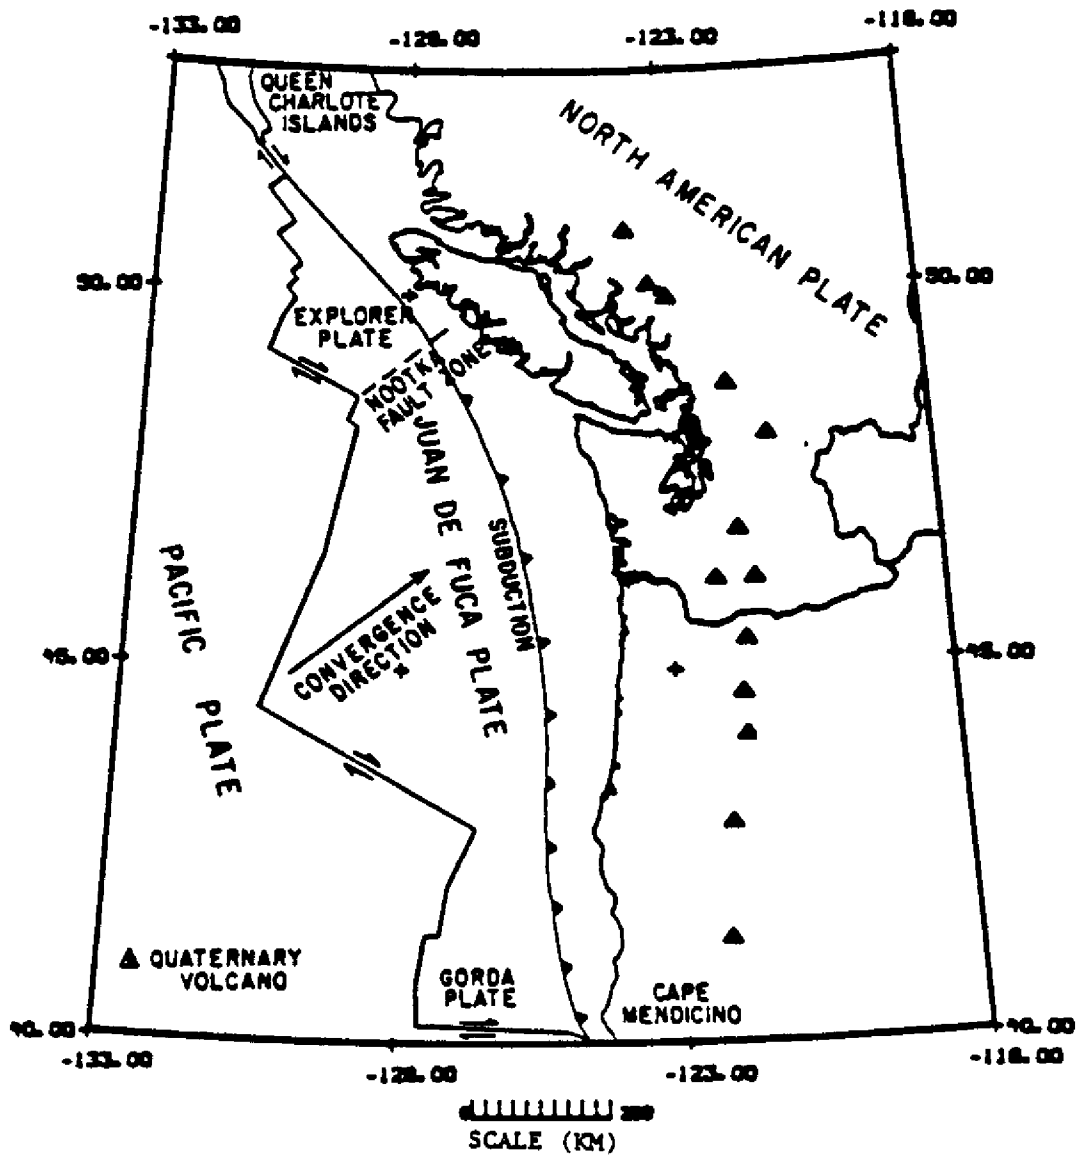 -133.00
-128.00
-123.00
-118.00
QUEEN
CHARLOTE
ISLANDS
NORTH AMERICAN PLATE
50.00
50.00
EXPLORER
PLATE
NOOTKA
FAULT ZONE
JUAN DE FUCA PLATE
SUBDUCTION
PACIFIC PLATE
CONVERGENCE
DIRECTION
45.00
45.00
QUATERNARY
VOLCANO
GORDA
PLATE
CAPE
MENDICINO
40.00
40.00
-133.00
-128.00
-123.00
-118.00
0
200
SCALE (KM)